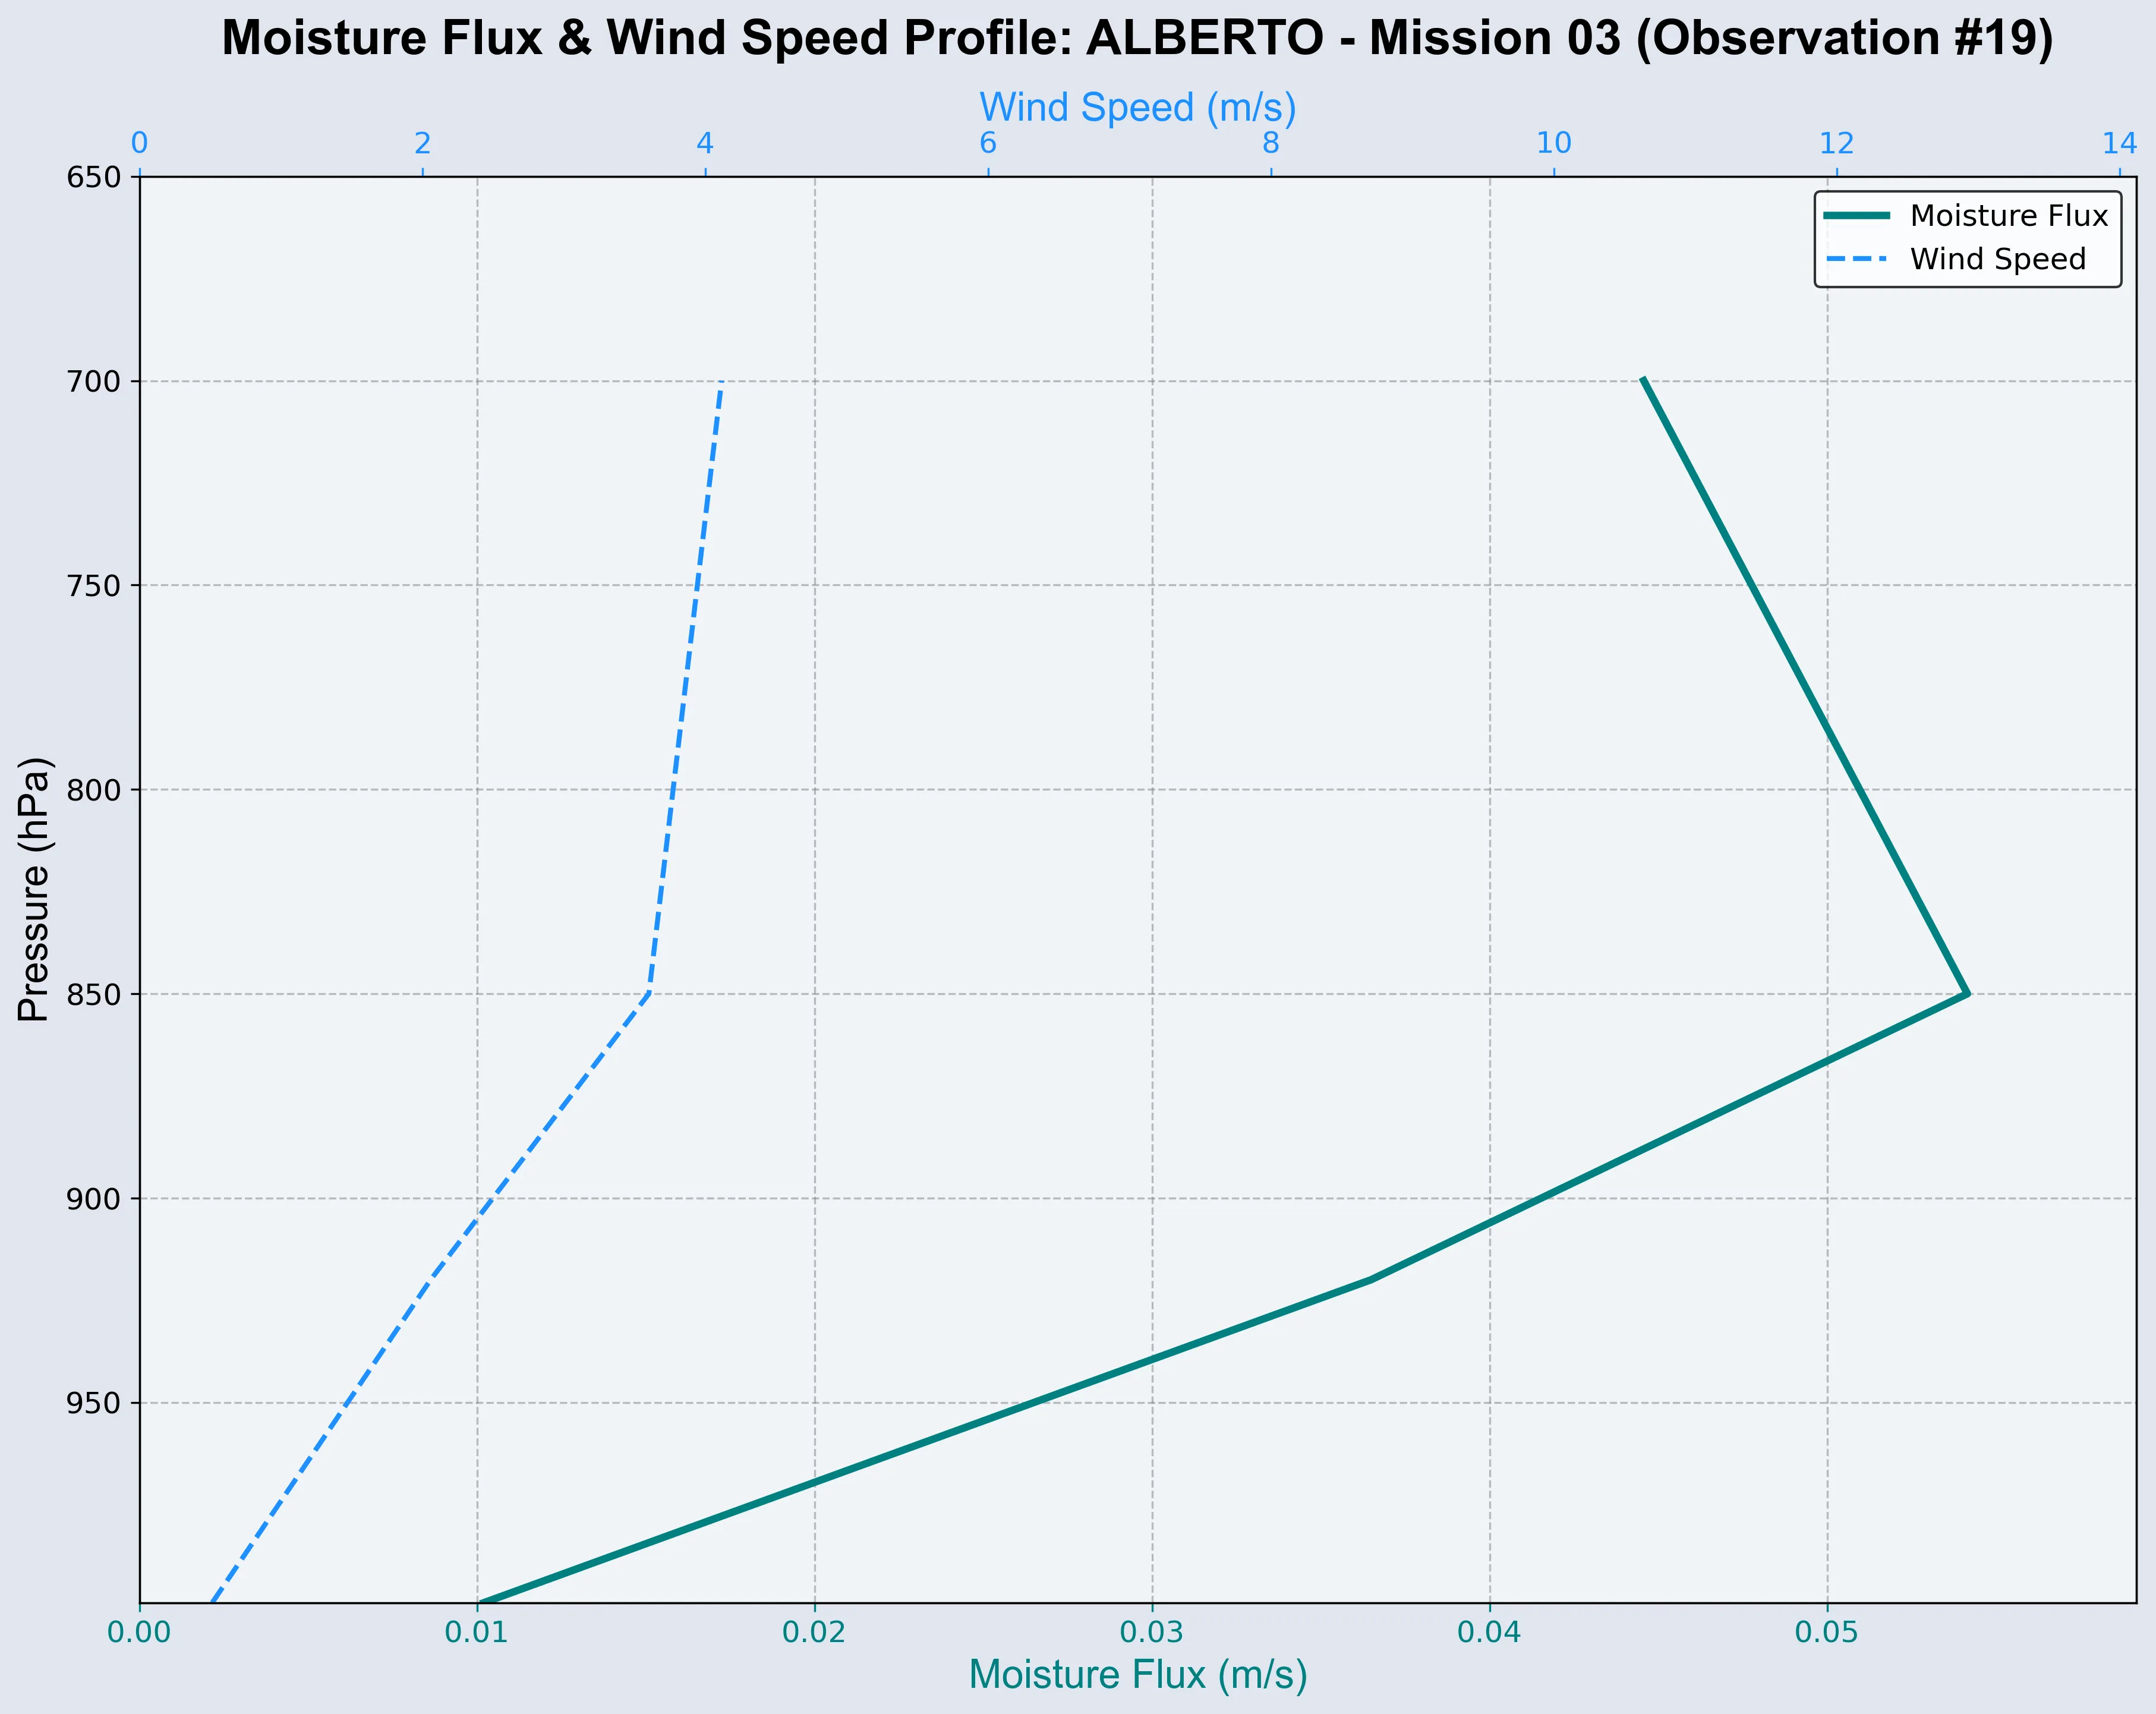 Moisture Flux & Wind Speed Profile: ALBERTO - Mission 03 (Observation #19)
Wind Speed (m/s)
0 2 4 6 8 10 12 14
Moisture Flux
Wind Speed
Pressure (hPa)
650
700
750
800
850
900
950
0.00 0.01 0.02 0.03 0.04 0.05
Moisture Flux (m/s)